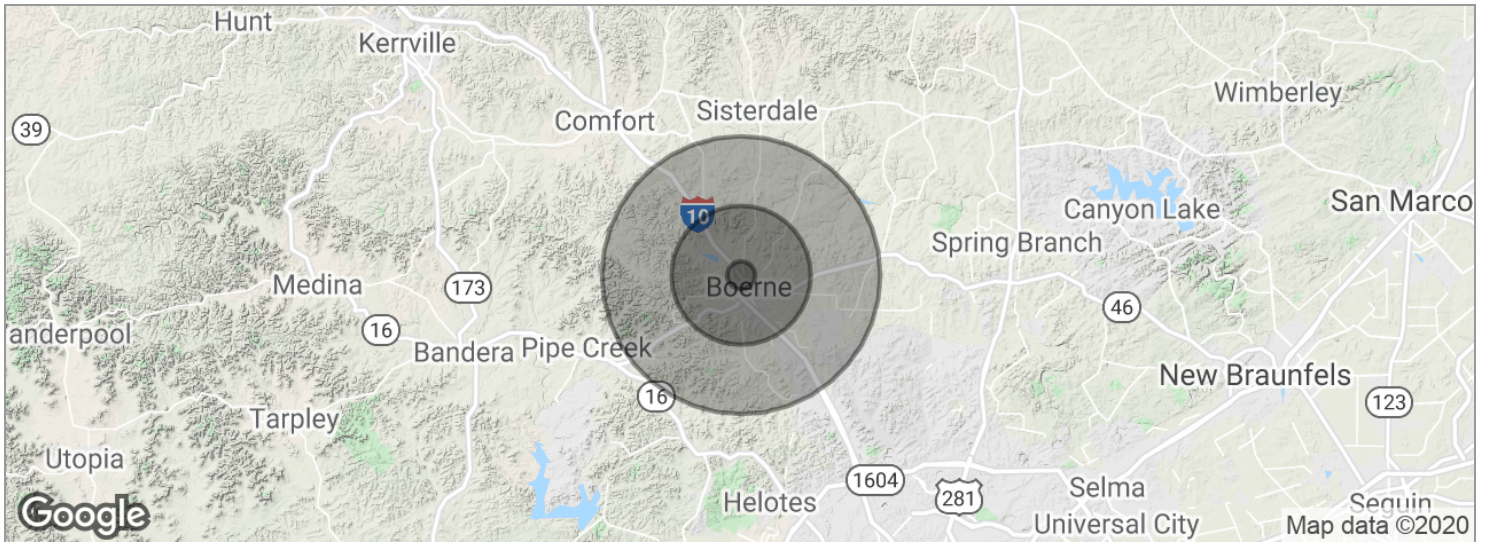 Hunt
Kerrville
Wimberley
Comfort
Sisterdale
39
San Marco
10
Canyon Lake
Spring Branch
Medina
173
Boerne
46
16
anderpool
Bandera
Pipe Creek
New Braunfels
16
123
Tarpley
Utopia
1604
281
Selma
Helotes
Seguin
Universal City
Google
Map data ©2020